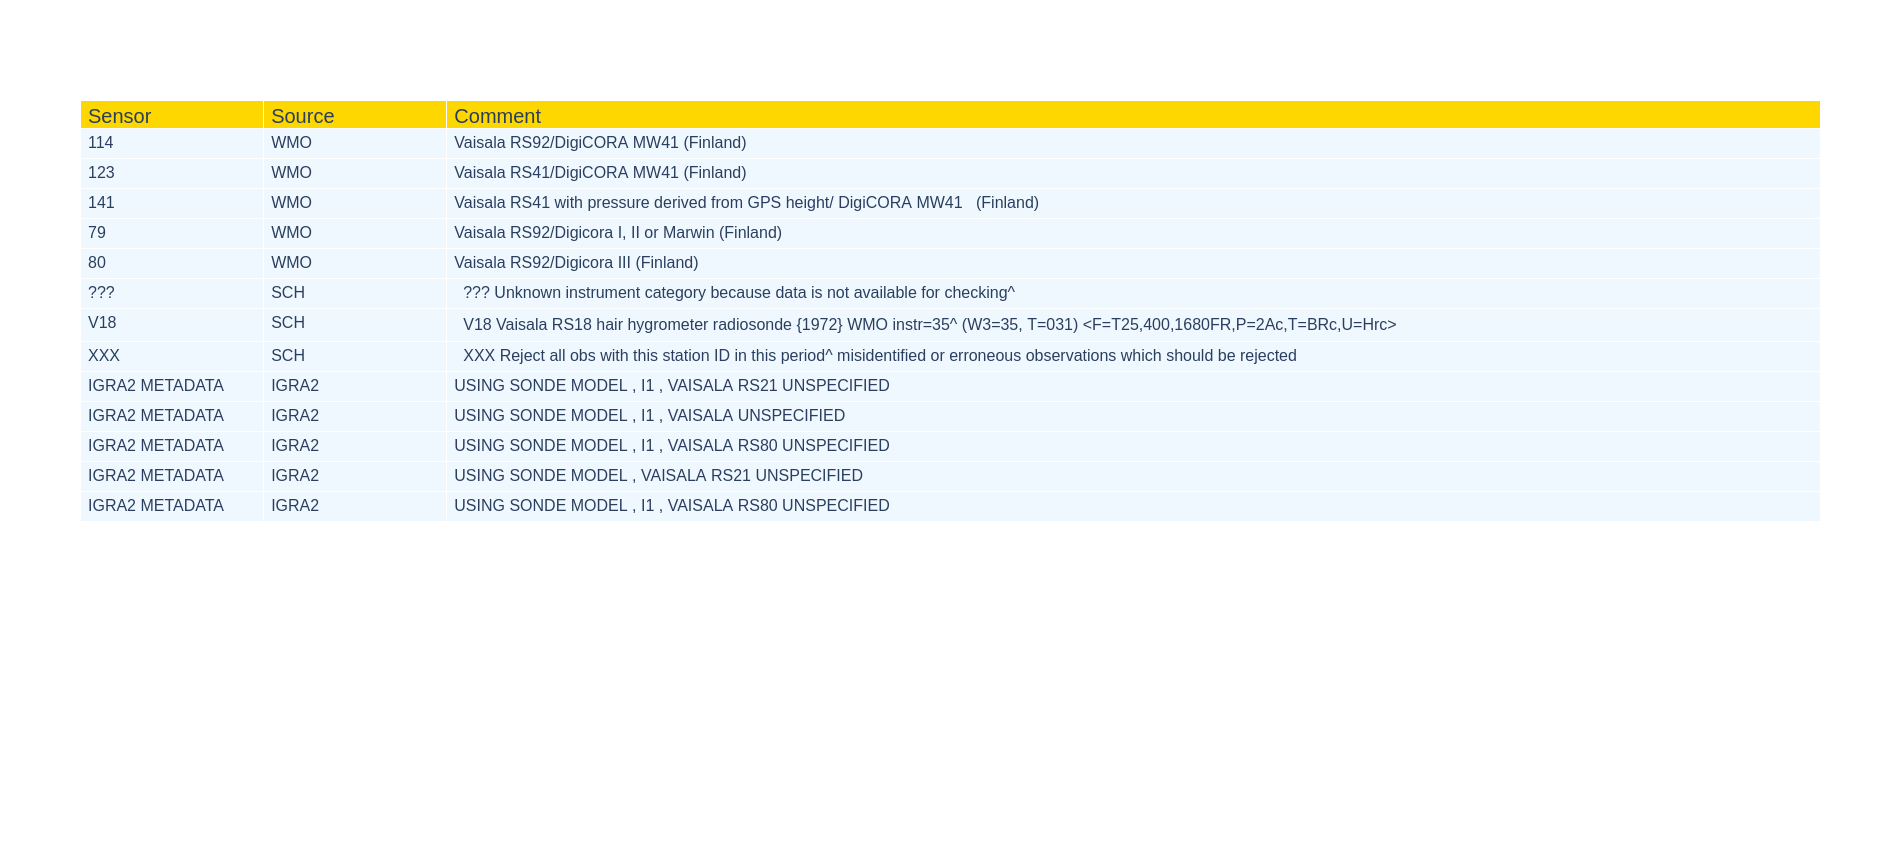 Sensor Source Comment
114 WMO Vaisala RS92/DigiCORA MW41 (Finland)
123 WMO Vaisala RS41/DigiCORA MW41 (Finland)
141 WMO Vaisala RS41 with pressure derived from GPS height/ DigiCORA MW41   (Finland)
79 WMO Vaisala RS92/Digicora I, II or Marwin (Finland)
80 WMO Vaisala RS92/Digicora III (Finland)
??? SCH ??? Unknown instrument category because data is not available for checking^
V18 SCH V18 Vaisala RS18 hair hygrometer radiosonde {1972} WMO instr=35^ (W3=35, T=031) <F=T25,400,1680FR,P=2Ac,T=BRc,U=Hrc>
XXX SCH XXX Reject all obs with this station ID in this period^ misidentified or erroneous observations which should be rejected
IGRA2 METADATA IGRA2 USING SONDE MODEL , I1 , VAISALA RS21 UNSPECIFIED
IGRA2 METADATA IGRA2 USING SONDE MODEL , I1 , VAISALA UNSPECIFIED
IGRA2 METADATA IGRA2 USING SONDE MODEL , I1 , VAISALA RS80 UNSPECIFIED
IGRA2 METADATA IGRA2 USING SONDE MODEL , VAISALA RS21 UNSPECIFIED
IGRA2 METADATA IGRA2 USING SONDE MODEL , I1 , VAISALA RS80 UNSPECIFIED